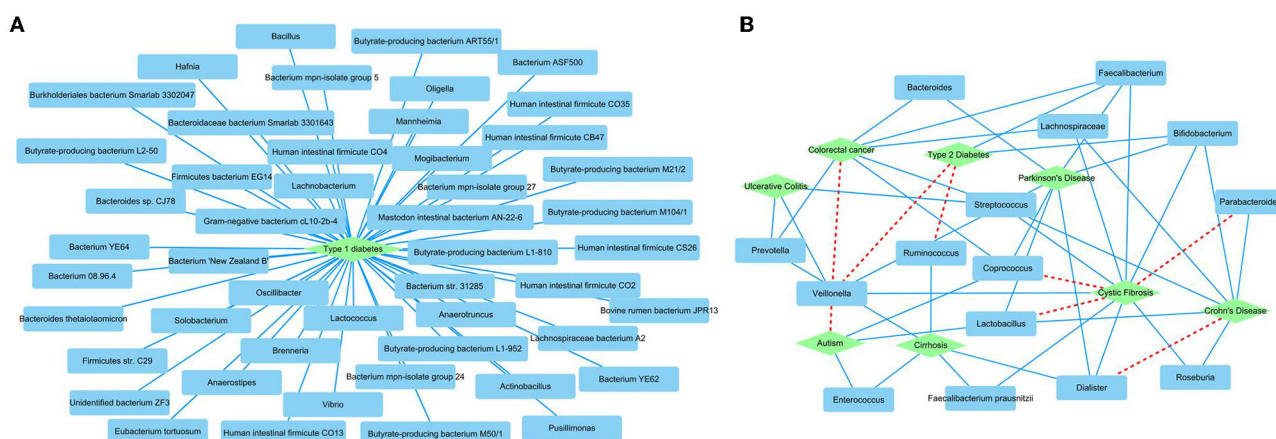 A
Bacillus
Butyrate-producing bacterium ART55/1
Hafnia
Bacterium mpn-isolate group 5
Bacterium ASF500
Burkholderiales bacterium Smarlab 3302047
Oligella
Human intestinal firmicute CO35
Bacteroidaceae bacterium Smarlab 3301643
Mannheimia
Human intestinal firmicute CB47
Butyrate-producing bacterium L2-50
Human intestinal firmicute CO4
Mogibacterium
Butyrate-producing bacterium M21/2
Firmicutes bacterium EG14
Lachnobacterium
Bacterium mpn-isolate group 27
Bacteroides sp. CJ78
Gram-negative bacterium cL10-2b-4
Mastodon intestinal bacterium AN-22-6
Butyrate-producing bacterium M104/1
Bacterium YE64
Type 1 diabetes
Butyrate-producing bacterium L1-810
Human intestinal firmicute CS26
Bacterium 'New Zealand B'
Bacterium 08.96.4
Bacterium str. 31285
Human intestinal firmicute CO2
Oscillibacter
Bovine rumen bacterium JPR13
Bacteroides thetaiotaomicron
Solobacterium
Lactococcus
Anaerotruncus
Lachnospiraceae bacterium A2
Firmicutes str. C29
Brenneria
Butyrate-producing bacterium L1-952
Anaerostipes
Bacterium mpn-isolate group 24
Actinobacillus
Bacterium YE62
Unidentified bacterium ZF3
Vibrio
Eubacterium tortuosum
Human intestinal firmicute CO13
Butyrate-producing bacterium M50/1
Pusillimonas
B
Faecalibacterium
Bacteroides
Lachnospiraceae
Bifidobacterium
Colorectal cancer
Type 2 Diabetes
Parkinson's Disease
Ulcerative Colitis
Streptococcus
Parabacteroide
Prevotella
Ruminococcus
Coprococcus
Veillonella
Cystic Fibrosis
Crohn's Disease
Lactobacillus
Autism
Cirrhosis
Roseburia
Dialister
Enterococcus
Faecalibacterium prausnitzii